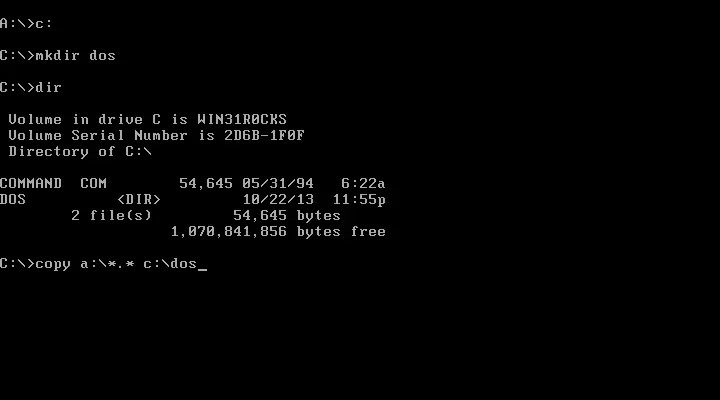 A:\>c:
C:\>mkdir dos
C:\>dir
Volume in drive C is WIN31R0CKS
Volume Serial Number is 2D6B-1F0F
Directory of C:\
COMMAND  COM        54,645 05/31/94   6:22a
DOS          <DIR>         10/22/13  11:55p
        2 file(s)         54,645 bytes
                   1,070,841,856 bytes free
C:\>copy a:\*.* c:\dos_